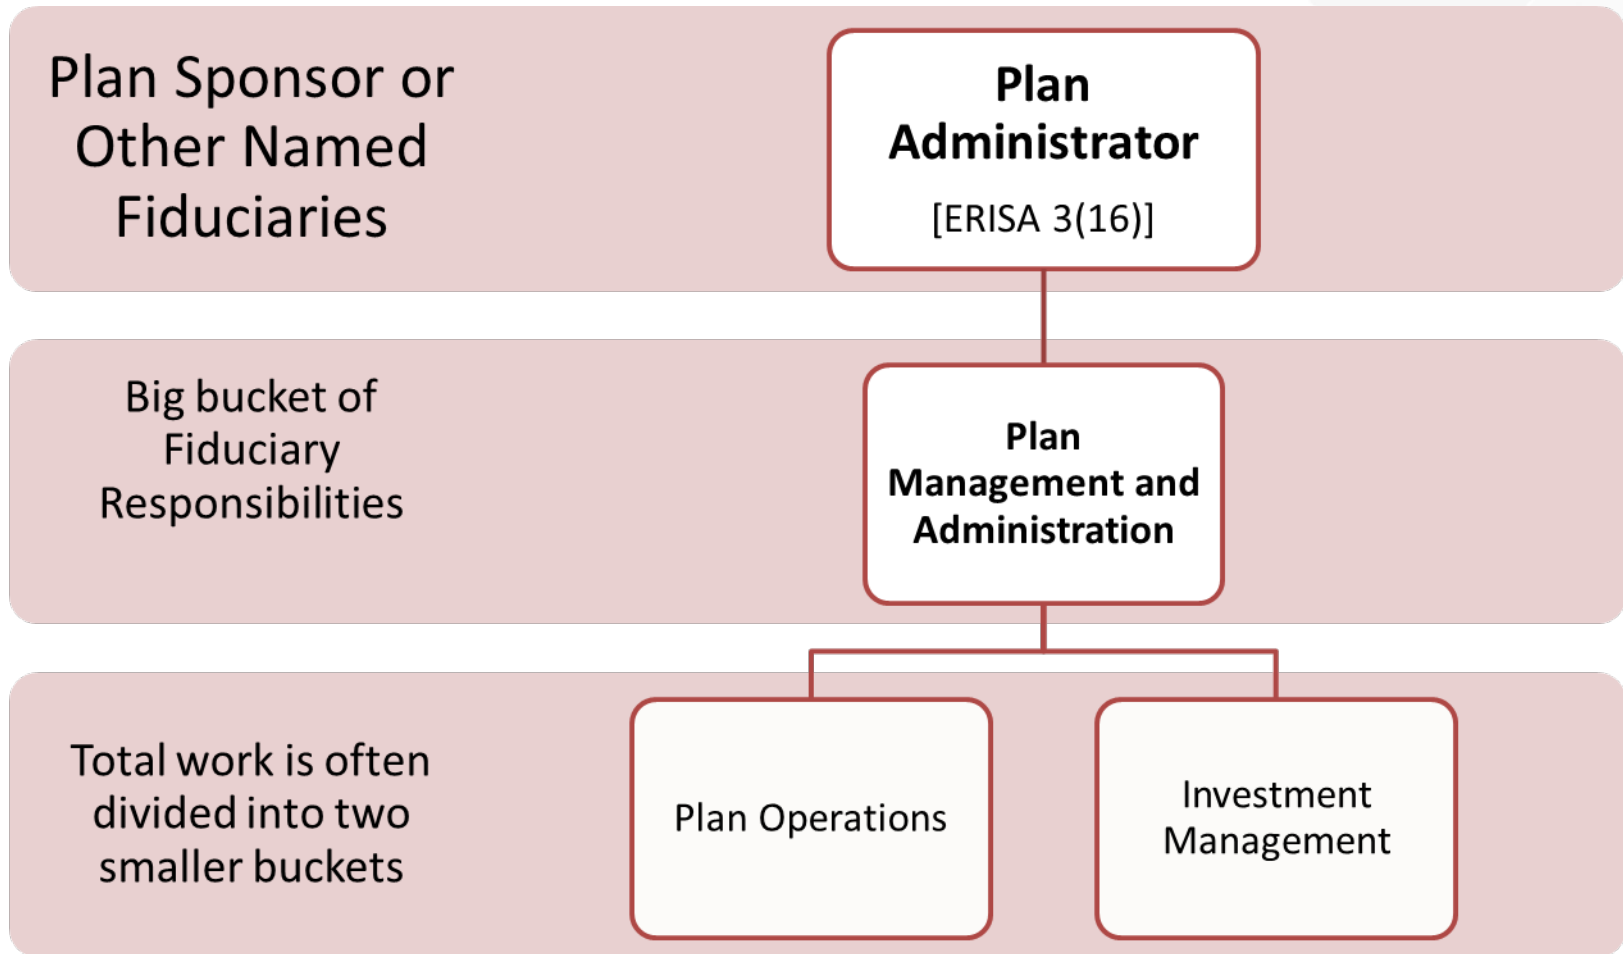 Plan Sponsor or
Other Named
Fiduciaries
Plan
Administrator
[ERISA 3(16)]
Big bucket of
Fiduciary
Responsibilities
Plan
Management and
Administration
Total work is often
divided into two
smaller buckets
Plan Operations
Investment
Management